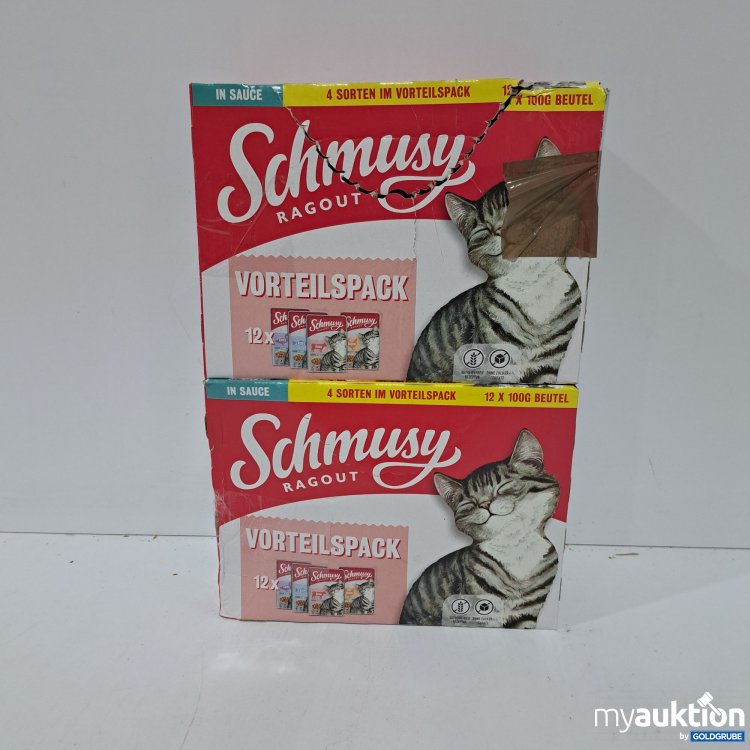 IN SAUCE
4 SORTEN IM VORTEILSPACK
12 X 100G BEUTEL
Schmusy
RAGOUT
VORTEILSPACK
12 x
IN SAUCE
4 SORTEN IM VORTEILSPACK
12 X 100G BEUTEL
Schmusy
RAGOUT
VORTEILSPACK
12 x
myauktion
by GOLDGRUBE